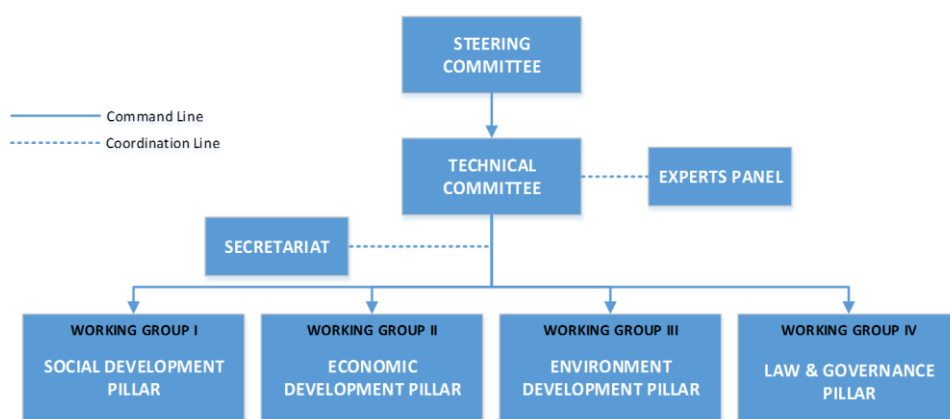 STEERING
COMMITTEE
Command Line
Coordination Line
TECHNICAL
COMMITTEE
EXPERTS PANEL
SECRETARIAT
WORKING GROUP I
SOCIAL DEVELOPMENT
PILLAR
WORKING GROUP II
ECONOMIC
DEVELOPMENT PILLAR
WORKING GROUP III
ENVIRONMENT
DEVELOPMENT PILLAR
WORKING GROUP IV
LAW & GOVERNANCE
PILLAR